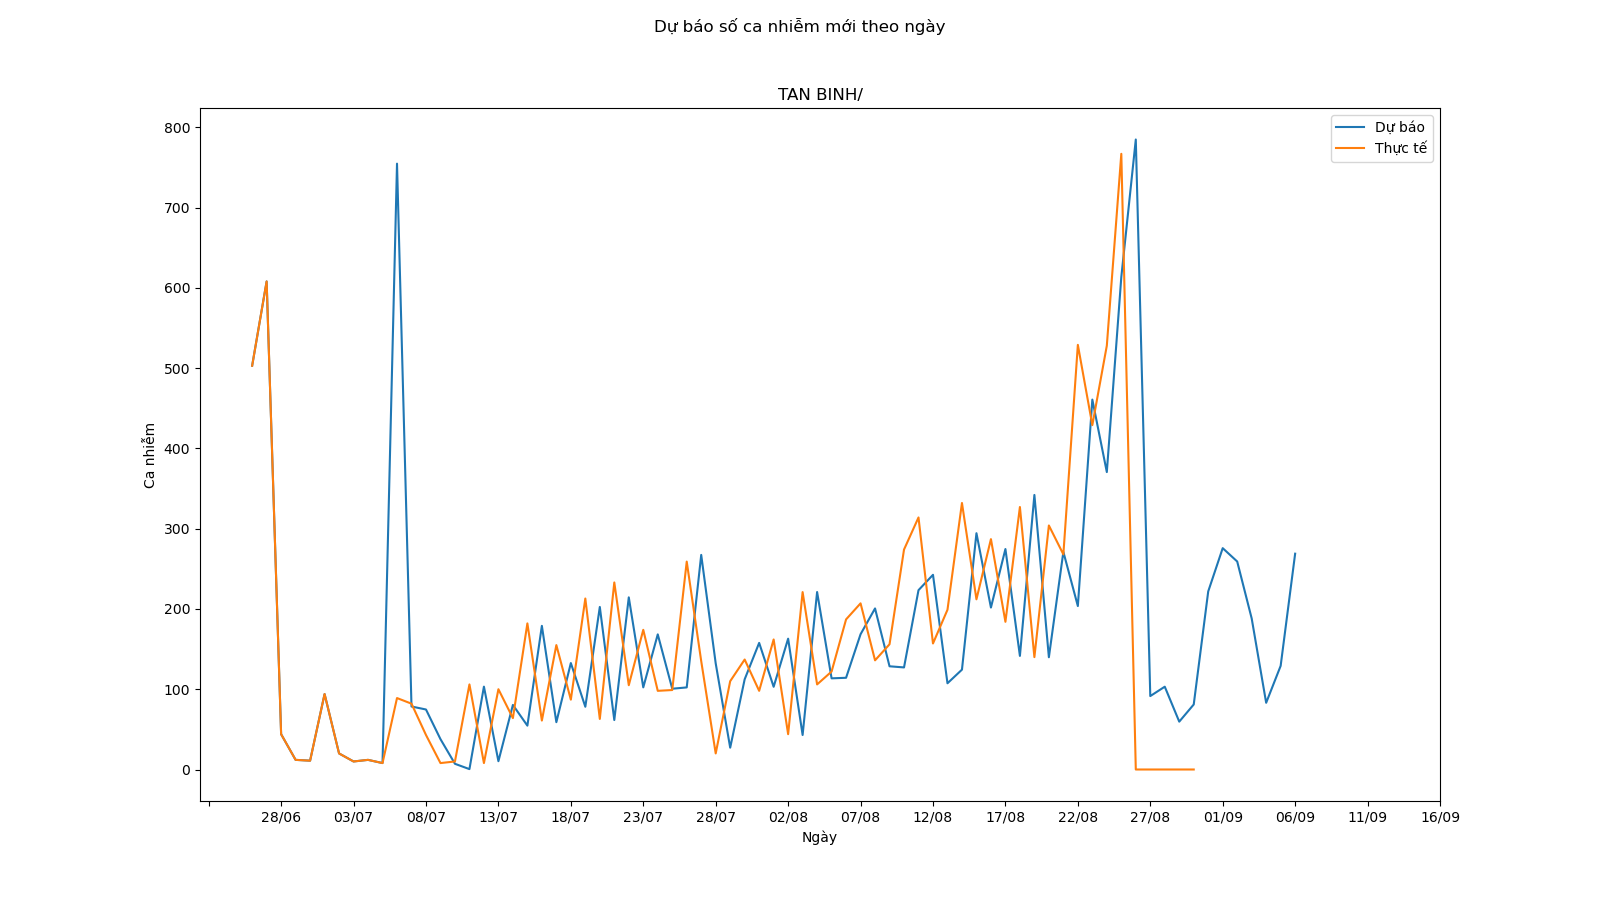 Dự báo số ca nhiễm mới theo ngày
TAN BINH/
Dự báo
Thực tế
800
700
600
500
400
300
200
100
0
Ca nhiễm
28/06 03/07 08/07 13/07 18/07 23/07 28/07 02/08 07/08 12/08 17/08 22/08 27/08 01/09 06/09 11/09 16/09
Ngày